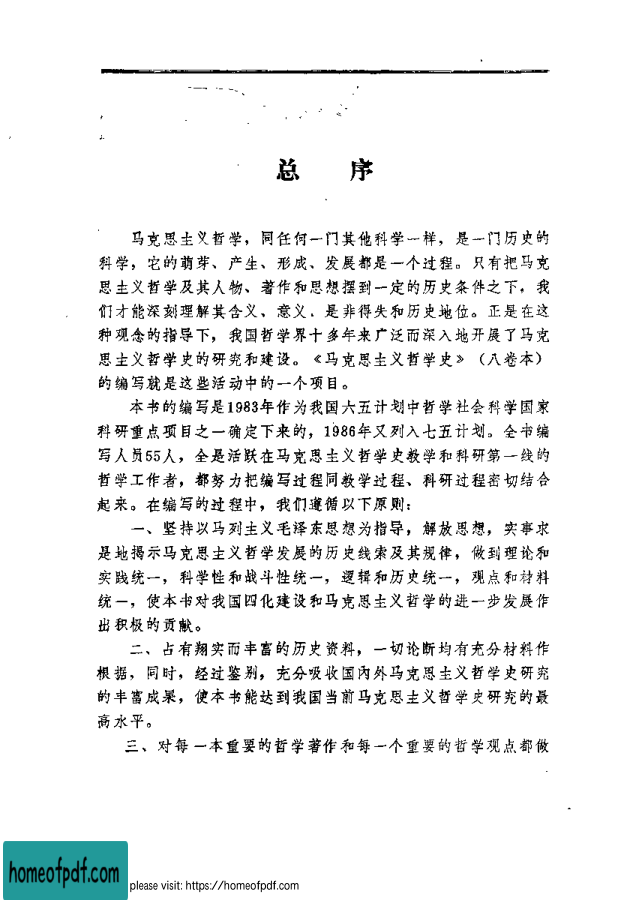 总 序
马克思主义哲学，同任何一门其他科学一样，是一门历史的
科学，它的萌芽、产生、形成、发展都是一个过程。只有把马克
思主义哲学及其人物、著作和思想摆到一定的历史条件之下，我
们才能深刻理解其含义、意义、是非得失和历史地位。正是在这
种观念的指导下，我国哲学界十多年来广泛而深入地开展了马克
思主义哲学史的研究和建设。《马克思主义哲学史》（八卷本）
的编写就是这些活动中的一个项目。
本书的编写是1983年作为我国六五计划中哲学社会科学国家
科研重点项目之一确定下来的，1986年又列入七五计划。全书编
写人员55人，全是活跃在马克思主义哲学史教学和科研第一线的
哲学工作者，都努力把编写过程同教学过程、科研过程密切结合
起来。在编写的过程中，我们遵循以下原则：
一、坚持以马列主义毛泽东思想为指导，解放思想，实事求
是地揭示马克思主义哲学发展的历史线索及其规律，做到理论和
实践统一，科学性和战斗性统一，逻辑和历史统一，观点和材料
统一，使本书对我国四化建设和马克思主义哲学的进一步发展作
出积极的贡献。
二、占有翔实而丰富的历史资料，一切论断均有充分材料作
根据，同时，经过鉴别，充分吸收国内外马克思主义哲学史研究
的丰富成果，使本书能达到我国当前马克思主义哲学史研究的最
高水平。
三、对每一本重要的哲学著作和每一个重要的哲学观点都做
homeofpdf.com
please visit: https://homeofpdf.com